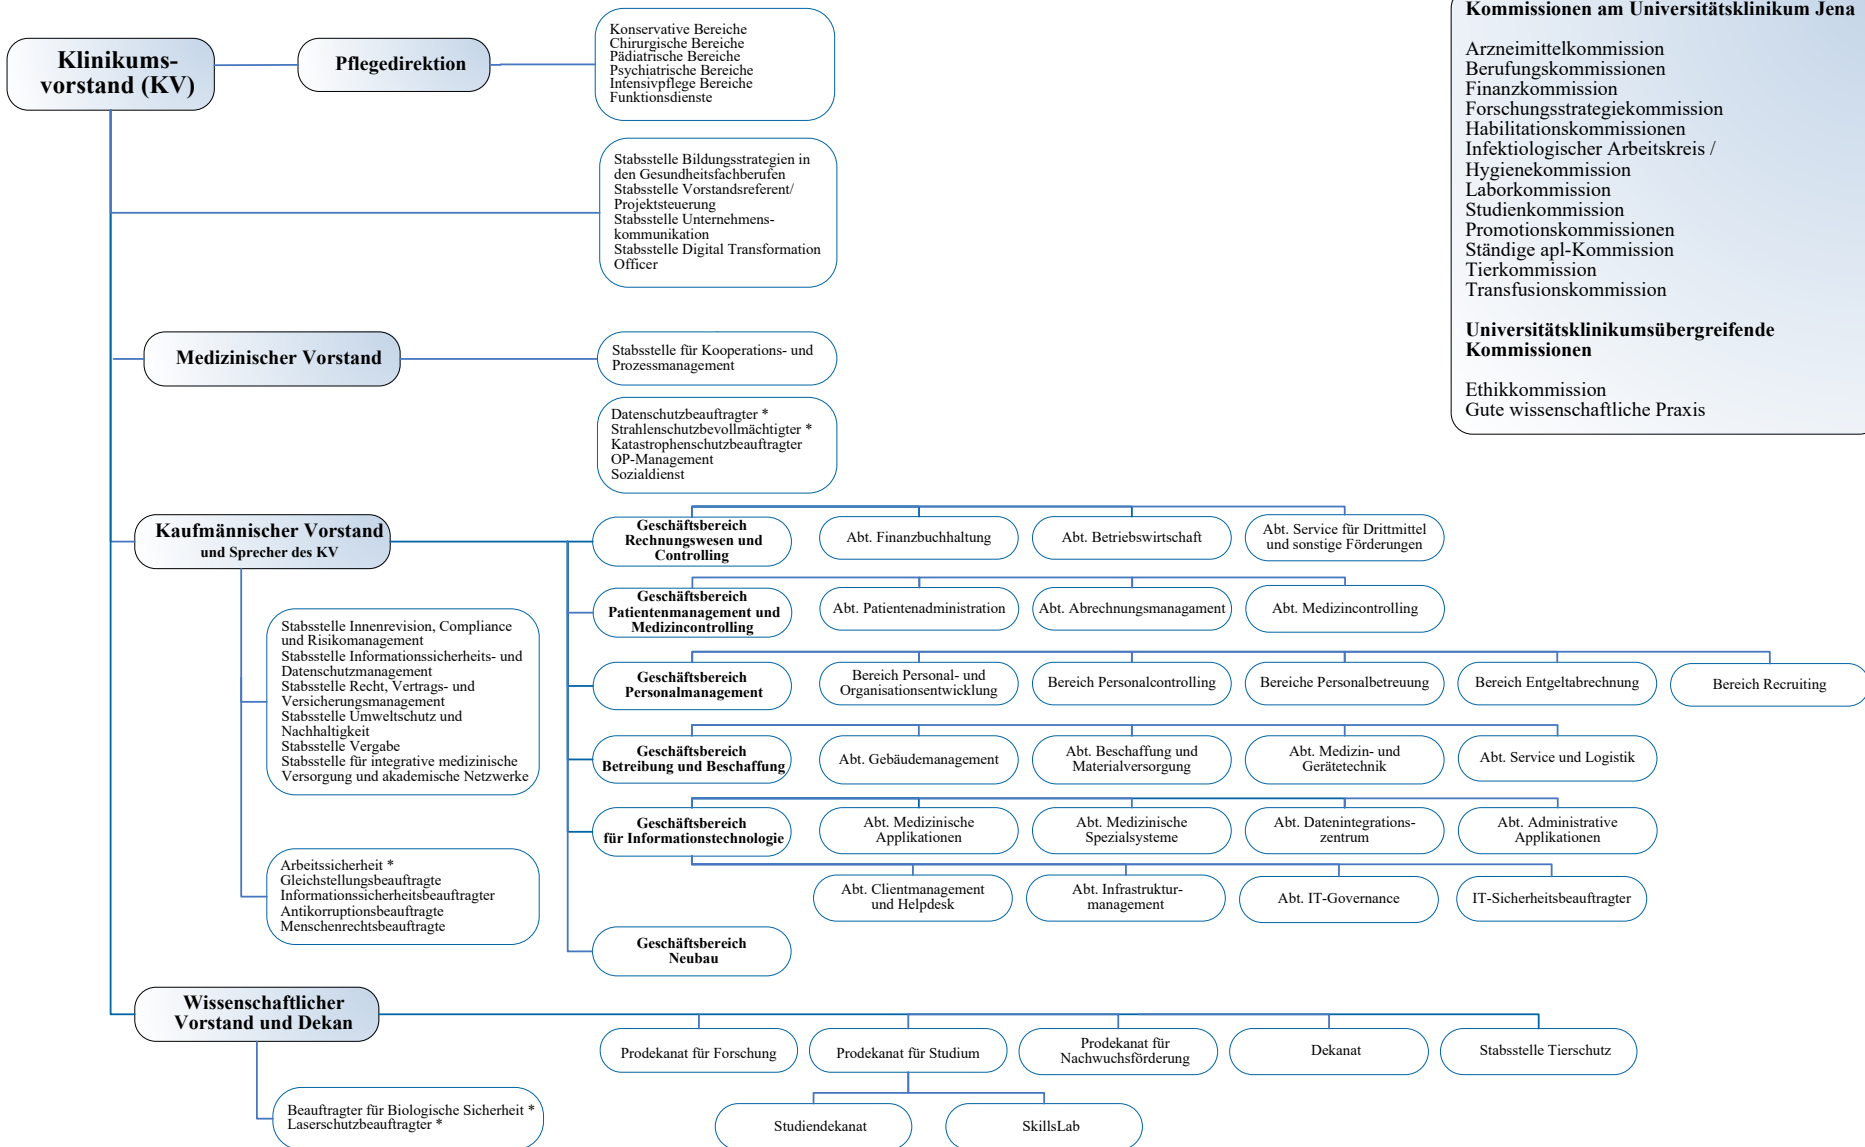 Klinikums-
vorstand (KV)
Pflegedirektion
Konservative Bereiche
Chirurgische Bereiche
Pädiatrische Bereiche
Psychiatrische Bereiche
Intensivpflege Bereiche
Funktionsdienste
Stabsstelle Bildungsstrategien in
den Gesundheitsfachberufen
Stabsstelle Vorstandsreferent/
Projektsteuerung
Stabsstelle Unternehmens-
kommunikation
Stabsstelle Digital Transformation
Officer
Kommissionen am Universitätsklinikum Jena
Arzneimittelkommission
Berufungskommissionen
Finanzkommission
Forschungsstrategiekommission
Habilitationskommissionen
Infektiologischer Arbeitskreis /
Hygienekommission
Laborkommission
Studienkommission
Promotionskommissionen
Ständige apl-Kommission
Tierkommission
Transfusionskommission
Universitätsklinikumsübergreifende
Kommissionen
Ethikkommission
Gute wissenschaftliche Praxis
Medizinischer Vorstand
Stabsstelle für Kooperations- und
Prozessmanagement
Datenschutzbeauftragter *
Strahlenschutzbevollmächtigter *
Katastrophenschutzbeauftragter
OP-Management
Sozialdienst
Kaufmännischer Vorstand
und Sprecher des KV
Stabsstelle Innenrevision, Compliance
und Risikomanagement
Stabsstelle Informationssicherheits- und
Datenschutzmanagement
Stabsstelle Recht, Vertrags- und
Versicherungsmanagement
Stabsstelle Umweltschutz und
Nachhaltigkeit
Stabsstelle Vergabe
Stabsstelle für integrative medizinische
Versorgung und akademische Netzwerke
Arbeitssicherheit *
Gleichstellungsbeauftragte
Informationssicherheitsbeauftragter
Antikorruptionsbeauftragte
Menschenrechtsbeauftragte
Geschäftsbereich
Rechnungswesen und
Controlling
Abt. Finanzbuchhaltung
Abt. Betriebswirtschaft
Abt. Service für Drittmittel
und sonstige Förderungen
Geschäftsbereich
Patientenmanagement und
Medizincontrolling
Abt. Patientenadministration
Abt. Abrechnungsmanagament
Abt. Medizincontrolling
Geschäftsbereich
Personalmanagement
Bereich Personal- und
Organisationsentwicklung
Bereich Personalcontrolling
Bereiche Personalbetreuung
Bereich Entgeltabrechnung
Bereich Recruiting
Geschäftsbereich
Betreibung und Beschaffung
Abt. Gebäudemanagement
Abt. Beschaffung und
Materialversorgung
Abt. Medizin- und
Gerätetechnik
Abt. Service und Logistik
Geschäftsbereich
für Informationstechnologie
Abt. Medizinische
Applikationen
Abt. Medizinische
Spezialsysteme
Abt. Datenintegrations-
zentrum
Abt. Administrative
Applikationen
Abt. Clientmanagement
und Helpdesk
Abt. Infrastruktur-
management
Abt. IT-Governance
IT-Sicherheitsbeauftragter
Geschäftsbereich
Neubau
Wissenschaftlicher
Vorstand und Dekan
Prodekanat für Forschung
Prodekanat für Studium
Prodekanat für
Nachwuchsförderung
Dekanat
Stabsstelle Tierschutz
Studiendekanat
SkillsLab
Beauftragter für Biologische Sicherheit *
Laserschutzbeauftragter *